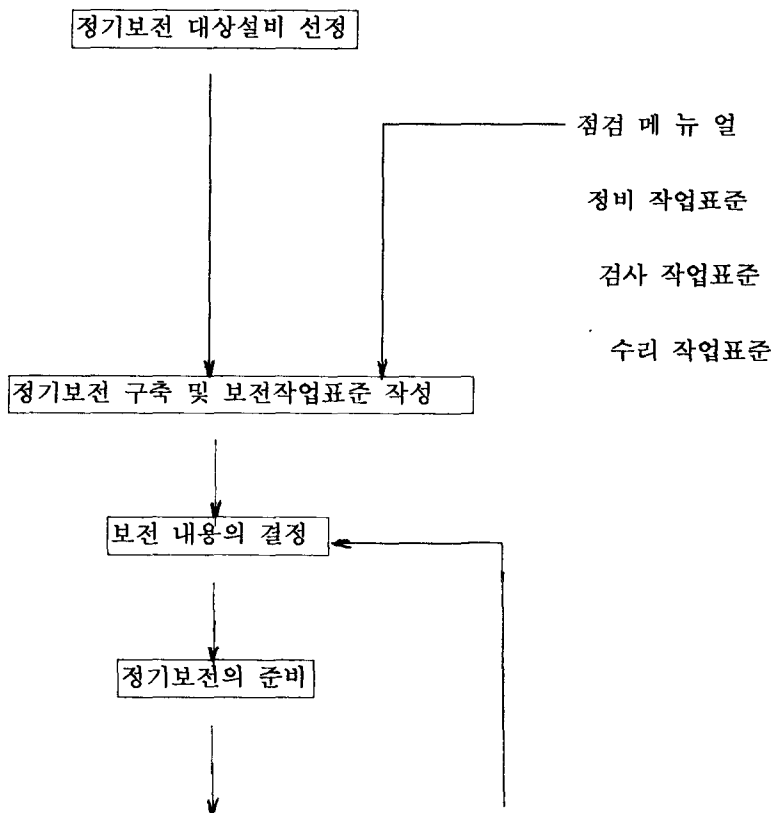 정기보전 대상설비 선정
점검 메 뉴 얼
정비 작업표준
검사 작업표준
수리 작업표준
정기보전 구축 및 보전작업표준 작성
보전 내용의 결정
정기보전의 준비